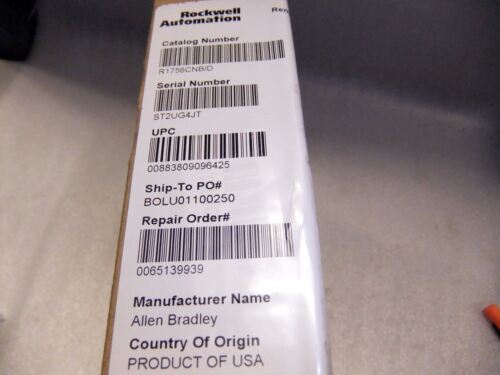 Rockwell
Automation
Catalog Number
R1756CNB/D
Serial Number
ST2UG4JT
UPC
00883809096425
Ship-To PO#
BOLU01100250
Repair Order#
0065139939
Manufacturer Name
Allen Bradley
Country Of Origin
PRODUCT OF USA